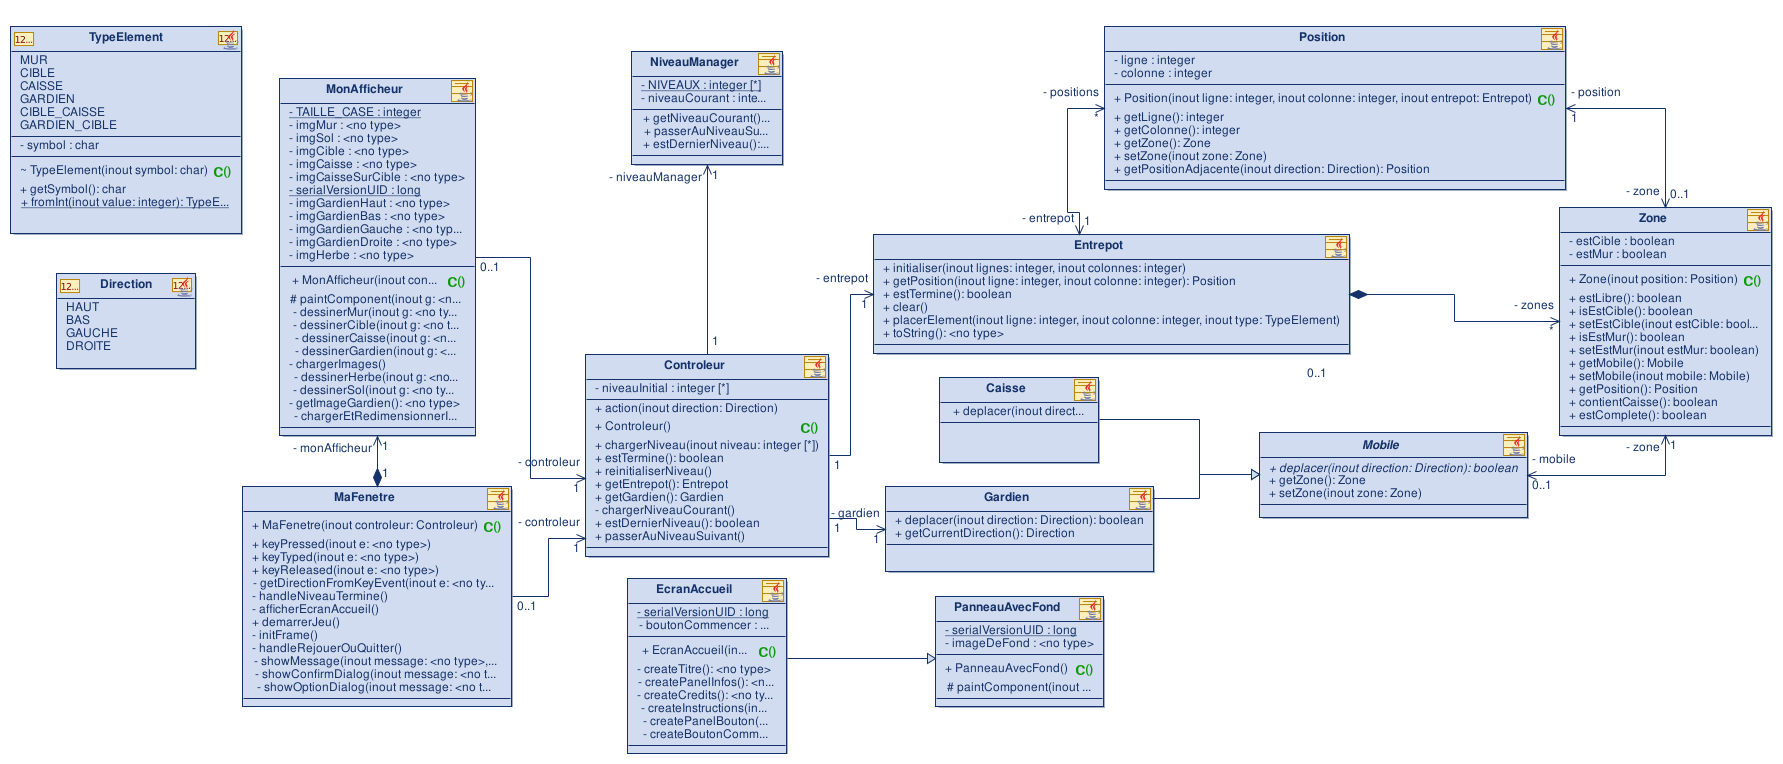 TypeElement
MUR
CIBLE
CAISSE
GARDIEN
CIBLE_CAISSE
GARDIEN_CIBLE
- symbol : char
~ TypeElement(inout symbol: char) C()
+ getSymbol(): char
+ fromInt(inout value: integer): TypeE...
Direction
HAUT
BAS
GAUCHE
DROITE
MonAfficheur
- TAILLE_CASE : integer
- imgMur : <no type>
- imgSol : <no type>
- imgCible : <no type>
- imgCaisse : <no type>
- imgCaisseSurCible : <no type>
- serialVersionUID : long
- imgGardienHaut : <no type>
- imgGardienBas : <no type>
- imgGardienGauche : <no typ...
- imgGardienDroite : <no type>
- imgHerbe : <no type>
+ MonAfficheur(inout con... C()
# paintComponent(inout g: <n...
- dessinerMur(inout g: <no ty...
- dessinerCible(inout g: <no t...
- dessinerCaisse(inout g: <n...
- dessinerGardien(inout g: <...
- chargerImages()
- dessinerHerbe(inout g: <no...
- dessinerSol(inout g: <no ty...
- getImageGardien(): <no type>
- chargerEtRedimensionnerI...
0..1
- controleur
1
- monAfficheur
1
1
MaFenetre
+ MaFenetre(inout controleur: Controleur) C()
+ keyPressed(inout e: <no type>)
+ keyTyped(inout e: <no type>)
+ keyReleased(inout e: <no type>)
- getDirectionFromKeyEvent(inout e: <no ty...
- handleNiveauTermine()
- afficherEcranAccueil()
+ demarrerJeu()
- initFrame()
- handleRejouerOuQuitter()
- showMessage(inout message: <no type>,...
- showConfirmDialog(inout message: <no t...
- showOptionDialog(inout message: <no t...
0..1
- controleur
1
NiveauManager
- NIVEAUX : integer [*]
- niveauCourant : inte...
+ getNiveauCourant()...
+ passerAuNiveauSu...
+ estDernierNiveau():...
- niveauManager
1
1
Controleur
- niveauInitial : integer [*]
+ action(inout direction: Direction)
+ Controleur() C()
+ chargerNiveau(inout niveau: integer [*])
+ estTermine(): boolean
+ reinitialiserNiveau()
+ getEntrepot(): Entrepot
+ getGardien(): Gardien
- chargerNiveauCourant()
+ estDernierNiveau(): boolean
+ passerAuNiveauSuivant()
- entrepot
1
1
- gardien
1
1
EcranAccueil
- serialVersionUID : long
- boutonCommencer : ...
+ EcranAccueil(in... C()
- createTitre(): <no type>
- createPanelInfos(): <n...
- createCredits(): <no ty...
- createInstructions(in...
- createPanelBouton(...
- createBoutonComm...
PanneauAvecFond
- serialVersionUID : long
- imageDeFond : <no type>
+ PanneauAvecFond() C()
# paintComponent(inout ...
Position
- ligne : integer
- colonne : integer
+ Position(inout ligne: integer, inout colonne: integer, inout entrepot: Entrepot) C()
+ getLigne(): integer
+ getColonne(): integer
+ getZone(): Zone
+ setZone(inout zone: Zone)
+ getPositionAdjacente(inout direction: Direction): Position
- positions
*
- entrepot
1
- position
1
- zone
0..1
Entrepot
+ initialiser(inout lignes: integer, inout colonnes: integer)
+ getPosition(inout ligne: integer, inout colonne: integer): Position
+ estTermine(): boolean
+ clear()
+ placerElement(inout ligne: integer, inout colonne: integer, inout type: TypeElement)
+ toString(): <no type>
0..1
- zones
*
Zone
- estCible : boolean
- estMur : boolean
+ Zone(inout position: Position) C()
+ estLibre(): boolean
+ isEstCible(): boolean
+ setEstCible(inout estCible: bool...
+ isEstMur(): boolean
+ setEstMur(inout estMur: boolean)
+ getMobile(): Mobile
+ setMobile(inout mobile: Mobile)
+ getPosition(): Position
+ contientCaisse(): boolean
+ estComplete(): boolean
- zone
1
- mobile
0..1
Caisse
+ deplacer(inout direct...
Gardien
+ deplacer(inout direction: Direction): boolean
+ getCurrentDirection(): Direction
Mobile
+ deplacer(inout direction: Direction): boolean
+ getZone(): Zone
+ setZone(inout zone: Zone)